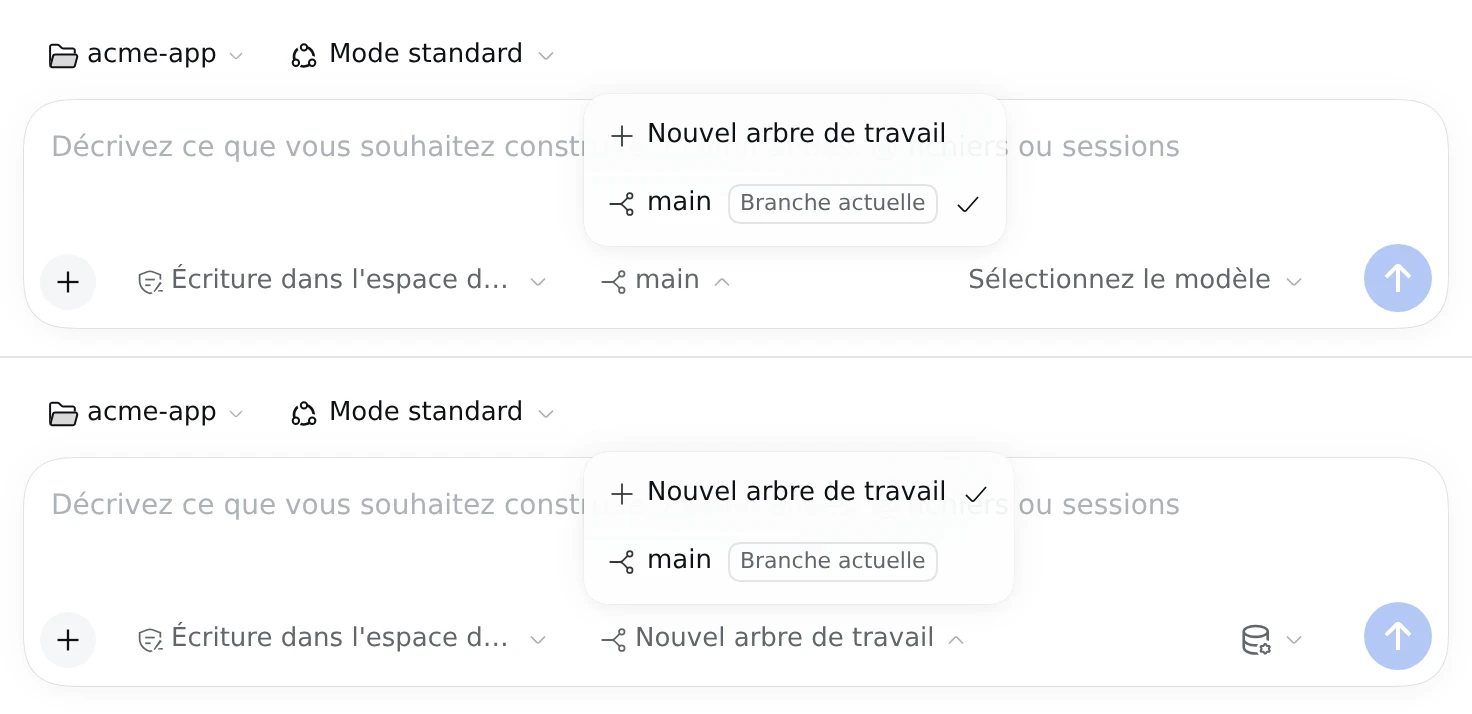 acme-app Mode standard
Nouvel arbre de travail
Décrivez ce que vous souhaitez const ou sessions
main Branche actuelle
Écriture dans l'espace d... main Sélectionnez le modèle
acme-app Mode standard
Nouvel arbre de travail
Décrivez ce que vous souhaitez const ou sessions
main Branche actuelle
Écriture dans l'espace d... Nouvel arbre de travail